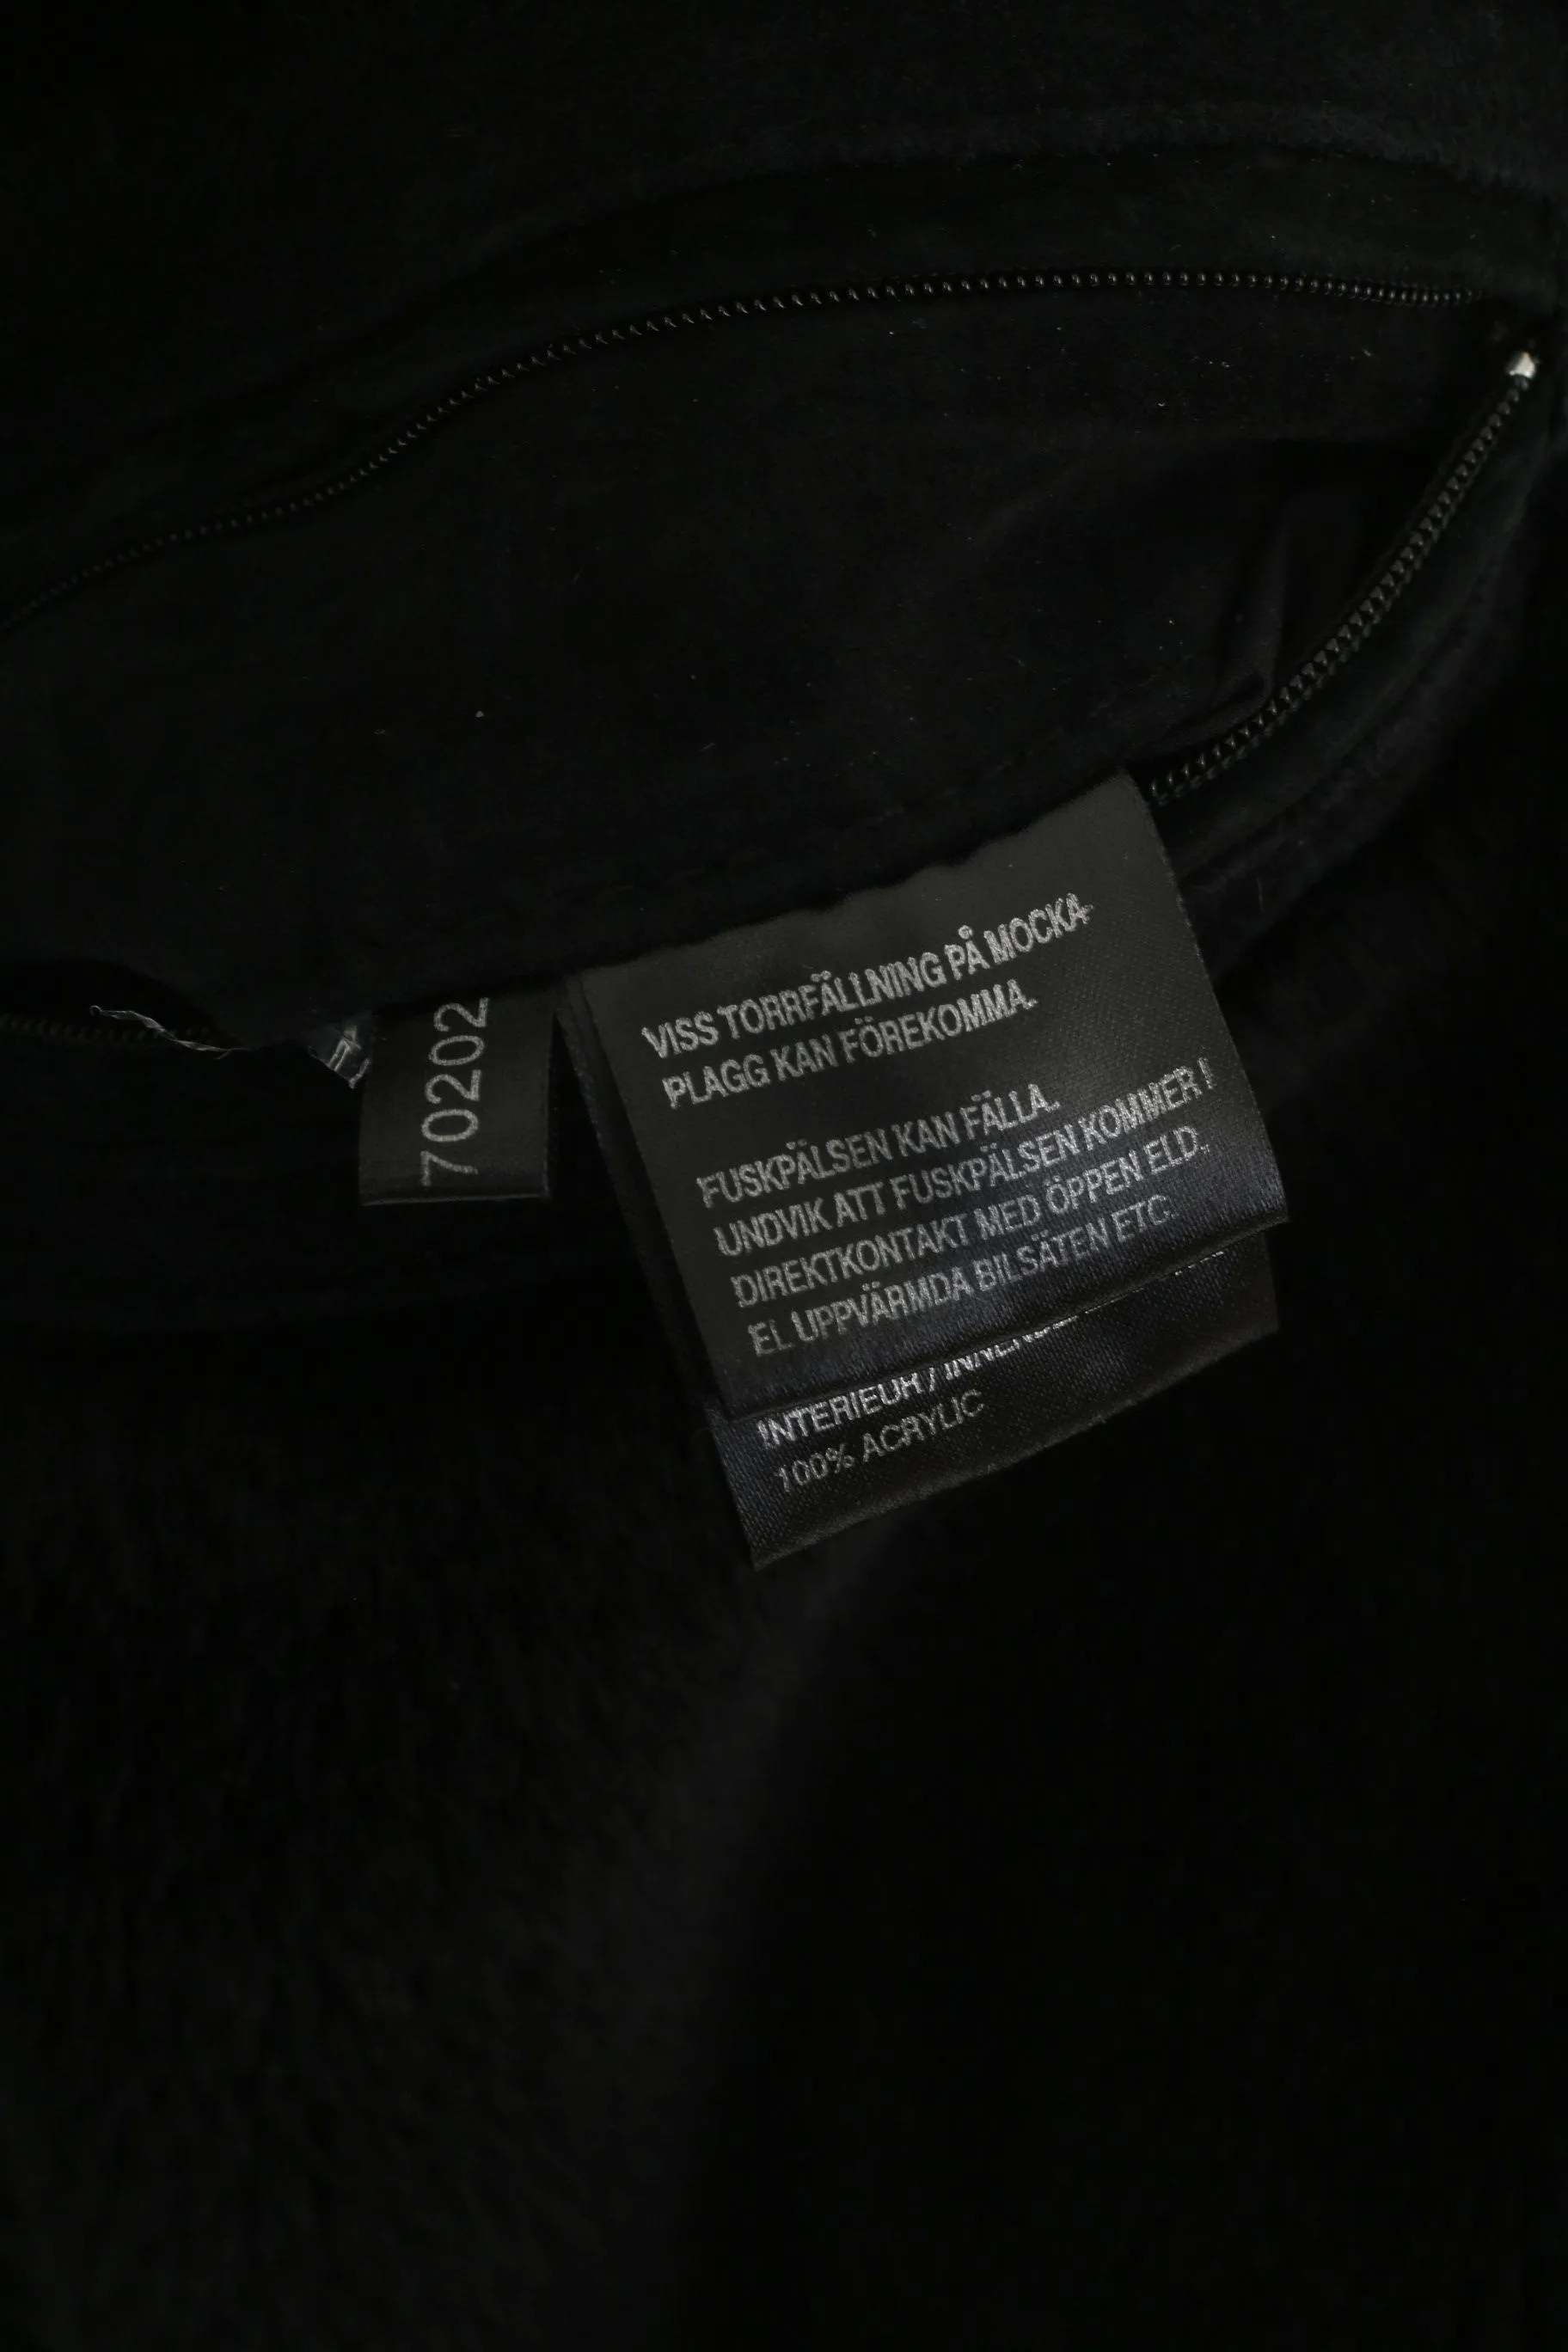 70202
VISS TORRFÄLLNING PÅ MOCKA-
PLAGG KAN FÖREKOMMA.
FUSKPÄLSEN KAN FÄLLA.
UNDVIK ATT FUSKPÄLSEN KOMMER I
DIREKTKONTAKT MED ÖPPEN ELD,
EL UPPVÄRMDA BILSÄTEN ETC.
INTERIEUR /
100% ACRYLIC